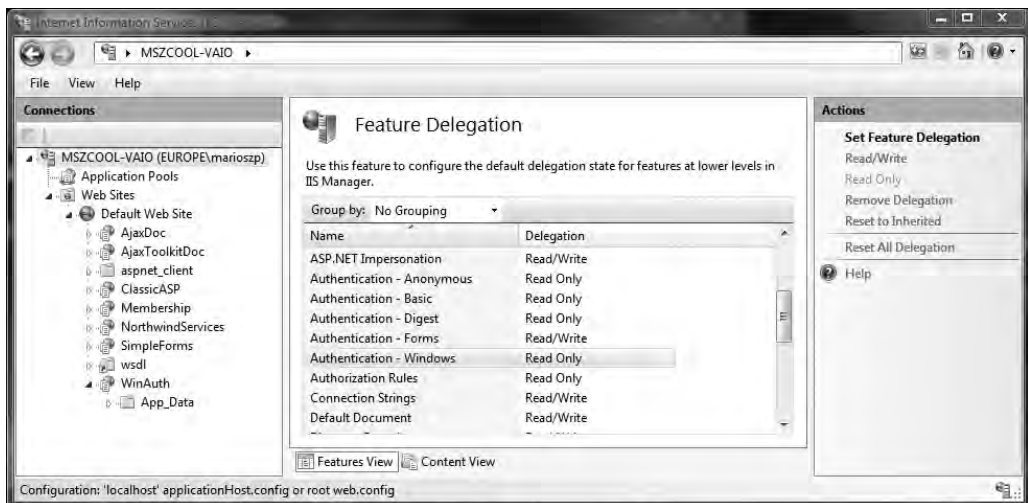 Internet Information Services
MSZCOOL-VAIO
File View Help
Connections
MSZCOOL-VAIO (EUROPE\marioszp)
Application Pools
Web Sites
Default Web Site
AjaxDoc
AjaxToolkitDoc
aspnet_client
ClassicASP
Membership
NorthwindServices
SimpleForms
wsdl
WinAuth
App_Data
Feature Delegation
Use this feature to configure the default delegation state for features at lower levels in
IIS Manager.
Group by: No Grouping
Name Delegation
ASP.NET Impersonation Read/Write
Authentication - Anonymous Read Only
Authentication - Basic Read Only
Authentication - Digest Read Only
Authentication - Forms Read/Write
Authentication - Windows Read Only
Authorization Rules Read Only
Connection Strings Read/Write
Default Document Read/Write
Features View Content View
Actions
Set Feature Delegation
Read/Write
Read Only
Remove Delegation
Reset to Inherited
Reset All Delegation
Help
Configuration: 'localhost' applicationHost.config or root web.config